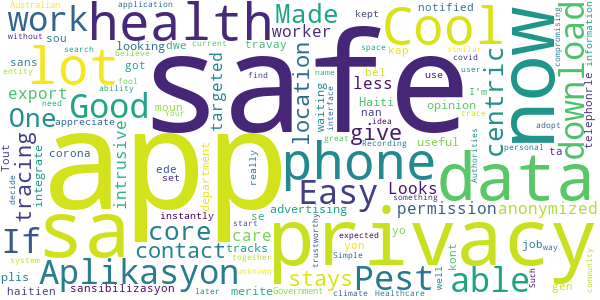 Australian
application
work
health
Cool
Made
notified
kept
download
without
search
believe
sou
looking
dwe
current
travay
similar
sans
entity
lot
safe
now
worker
kap
space
covid
information
compromising
export
got
targeted
location
bel
user
need
fool
ability
moun
less
use
I'm
trace
One
Good
your
find
name
interface
Haiti
opinion
centric
telephonrie
appreciate
waiting
give
nan
great
idea
Recording
useful
personal
adopt
tracing
Tout
decide
corona
integrate
intrusive
app
phone
data
Authorities
ta
ede
set
department
really
Easy
Looks
something
permission
anonymized
If
sa
core
instantly
advertising
privacy
se
start
trustworthy
expected
yo
job
way
contact
care
tracks
together
stays
yon
Simple
Pest
kont
well
able
oen
community
system
plis
Aplikasyon
unknown
haitien
sansibilizasyon
later
merite
Government
climate
Healthcare
Such